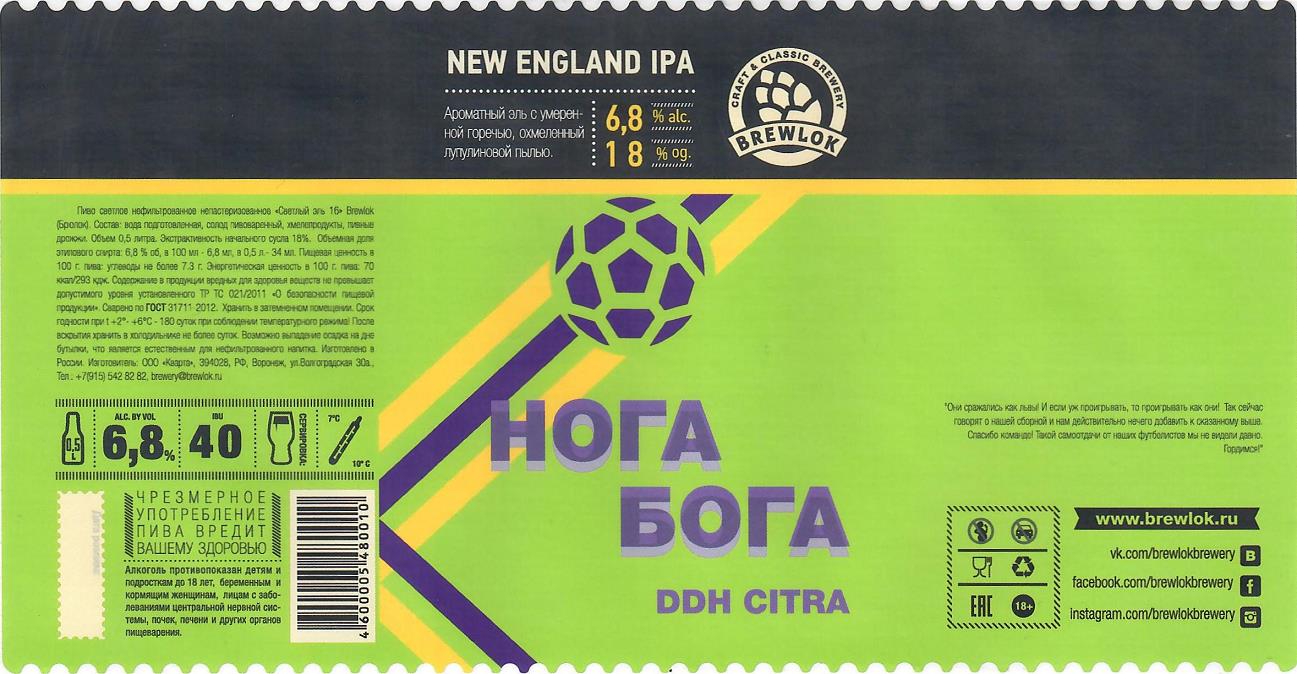 NEW ENGLAND IPA
Ароматный эль с умерен-
ной горечью, охмеленный
лупулиновой пылью.
6,8 % alc.
18 % og.
CRAFT & CLASSIC BREWERY
BREWLOK
Пиво светлое нефильтрованное непастеризованное «Светлый эль 16» Brewlok
(Брюлок). Состав: вода подготовленная, солод пивоваренный, хмелепродукты, пивные
дрожжи. Объем 0,5 литра. Экстрактивность начального сусла 18%. Объемная доля
этилового спирта: 6,8 % об, в 100 мл - 6,8 мл, в 0,5 л.- 34 мл. Пищевая ценность в
100 г. пива: углеводы не более 7.3 г. Энергетическая ценность в 100 г. пива: 70
ккал/293 кдж. Содержание в продукции вредных для здоровья веществ не превышает
допустимого уровня установленного ТР ТС 021/2011 «О безопасности пищевой
продукции». Сварено по ГОСТ 31711-2012. Хранить в затемненном помещении. Срок
годности при t +2°- +6°С - 180 суток при соблюдении температурного режима! После
вскрытия хранить в холодильнике не более суток. Возможно выпадение осадка на дне
бутылки, что является естественным для нефильтрованного напитка. Изготовлено в
России. Изготовитель: ООО «Кварта», 394028, РФ, Воронеж, ул.Волгоградская 30а.,
Тел.: +7(915) 542 82 82, brewery@brewlok.ru
0,5 L
ALC. BY VOL
6,8%
IBU
40
СЕРВИРОВКА:
7°C
10°C
Дата розлива:
ЧРЕЗМЕРНОЕ
УПОТРЕБЛЕНИЕ
ПИВА ВРЕДИТ
ВАШЕМУ ЗДОРОВЬЮ
Алкоголь противопоказан детям и
подросткам до 18 лет, беременным и
кормящим женщинам, лицам с забо-
леваниями центральной нервной сис-
темы, почек, печени и других органов
пищеварения.
4600005480010
НОГА
БОГА
DDH CITRA
"Они сражались как львы! И если уж проигрывать, то проигрывать как они! Так сейчас
говорят о нашей сборной и нам действительно нечего добавить к сказанному выше.
Спасибо команде! Такой самоотдачи от наших футболистов мы не видели давно.
Гордимся!"
EAC
18+
www.brewlok.ru
vk.com/brewlokbrewery
facebook.com/brewlokbrewery
instagram.com/brewlokbrewery